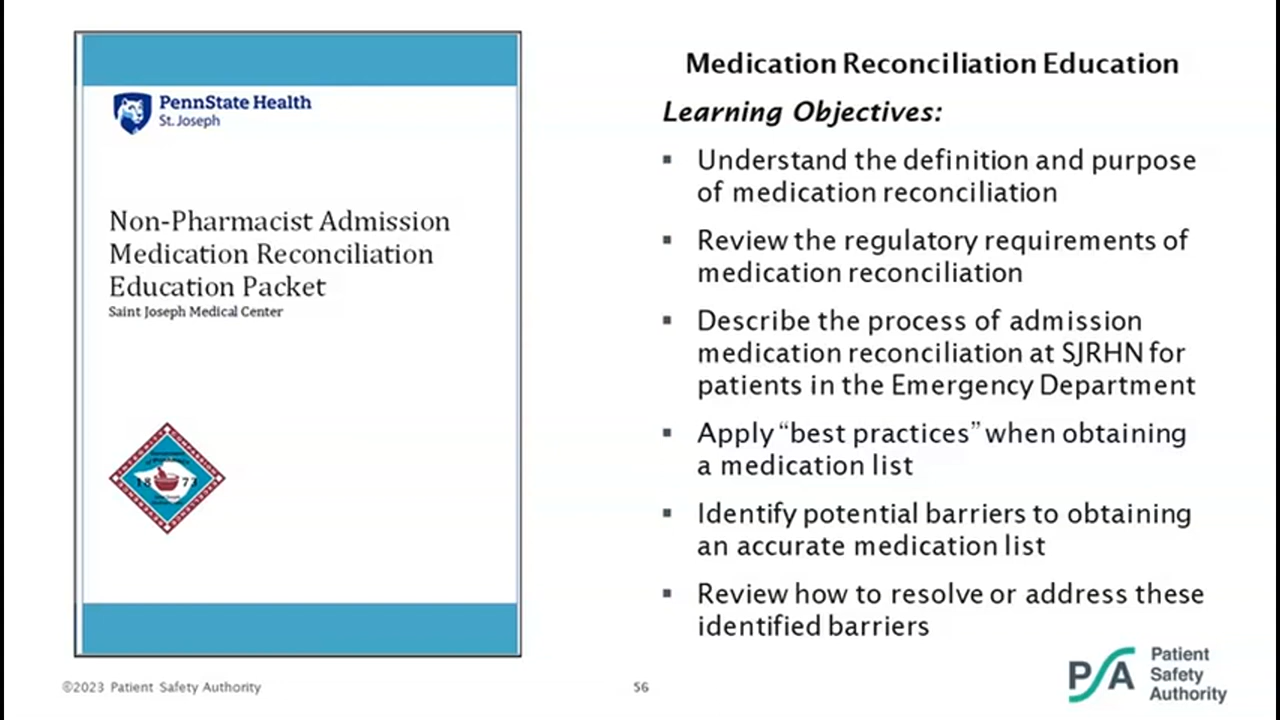 PennState Health
St. Joseph
Non-Pharmacist Admission
Medication Reconciliation
Education Packet
Saint Joseph Medical Center
18 73
Medication Reconciliation Education
Learning Objectives:
▪ Understand the definition and purpose
of medication reconciliation
▪ Review the regulatory requirements of
medication reconciliation
▪ Describe the process of admission
medication reconciliation at SJRHN for
patients in the Emergency Department
▪ Apply “best practices” when obtaining
a medication list
▪ Identify potential barriers to obtaining
an accurate medication list
▪ Review how to resolve or address these
identified barriers
©2023 Patient Safety Authority
56
PSA
Patient
Safety
Authority